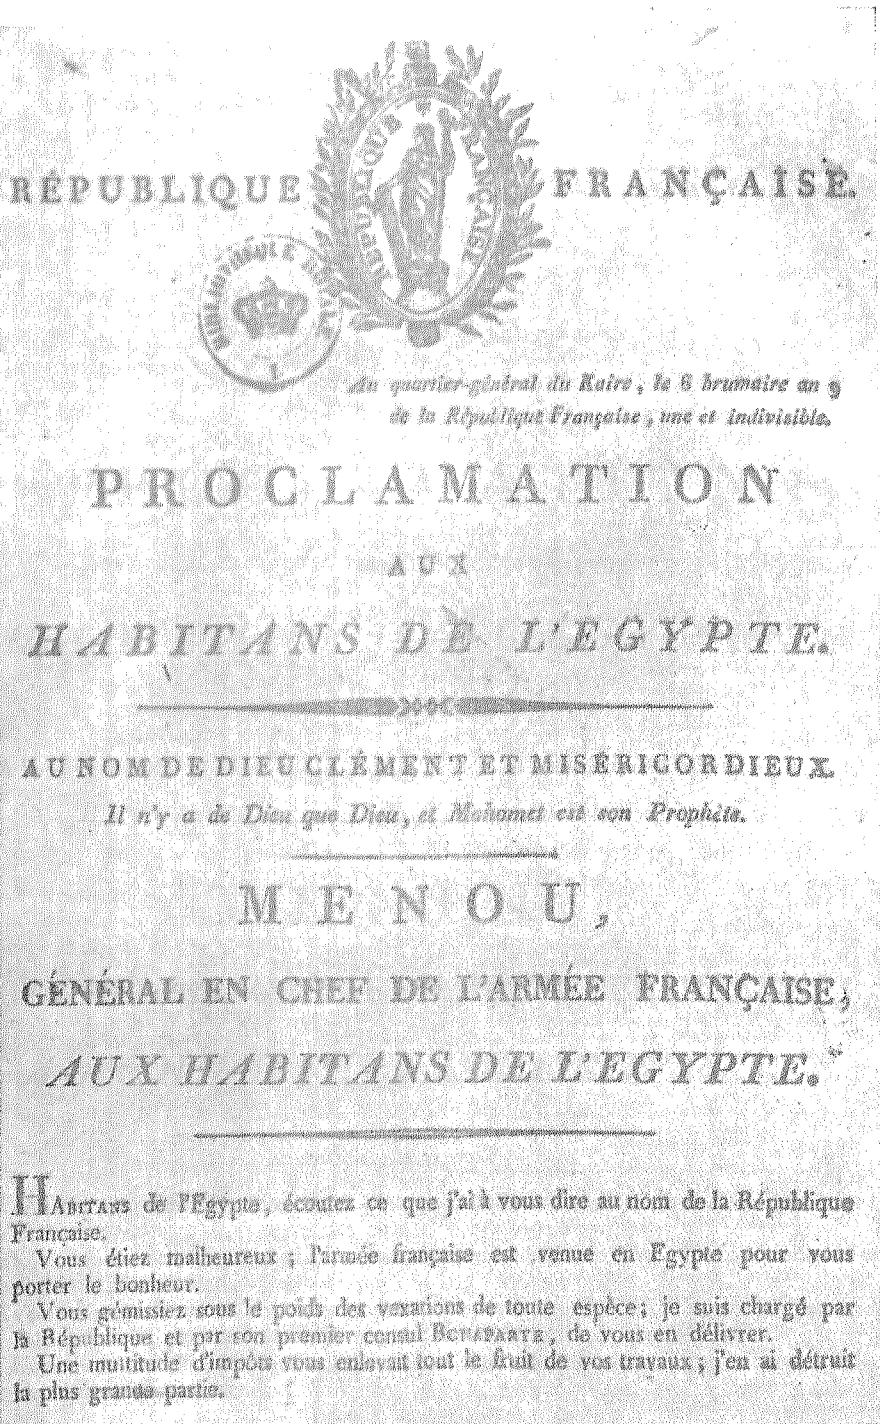 RÉPUBLIQUE FRANÇAISE.
RÉPUBLIQUE FRANÇAISE
BIBLIOTHEQUE ROYALE
Au quartier-général du Kaire, le 6 brumaire an 9
de la République Française, une et indivisible.
PROCLAMATION
AUX
HABITANS DE L'EGYPTE.
AU NOM DE DIEU CLÉMENT ET MISÉRICORDIEUX.
Il n'y a de Dieu que Dieu, et Mahomet est son Prophète.
MENOU,
GÉNÉRAL EN CHEF DE L'ARMÉE FRANÇAISE,
AUX HABITANS DE L'EGYPTE.
HABITANS de l'Egypte, écoutez ce que j'ai à vous dire au nom de la République
Française.
Vous étiez malheureux ; l'armée française est venue en Egypte pour vous
porter le bonheur.
Vous gémissiez sous le poids des vexations de toute espèce ; je suis chargé par
la République et par son premier consul BONAPARTE, de vous en délivrer.
Une multitude d'impôts vous enlevait tout le fruit de vos travaux ; j'en ai détruit
la plus grande partie.